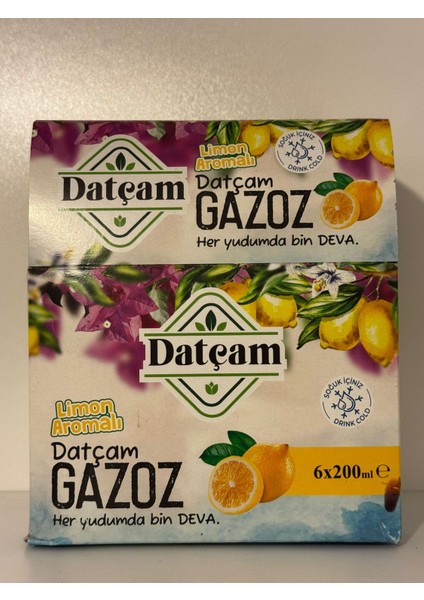 Limon
Aromalı
SOĞUK İÇİNİZ
DRINK COLD
Datçam
Datçam
GAZOZ
Her yudumda bin DEVA.
Datçam
Limon
Aromalı
SOĞUK İÇİNİZ
DRINK COLD
Datçam
GAZOZ
6x200ml ℮
Her yudumda bin DEVA.